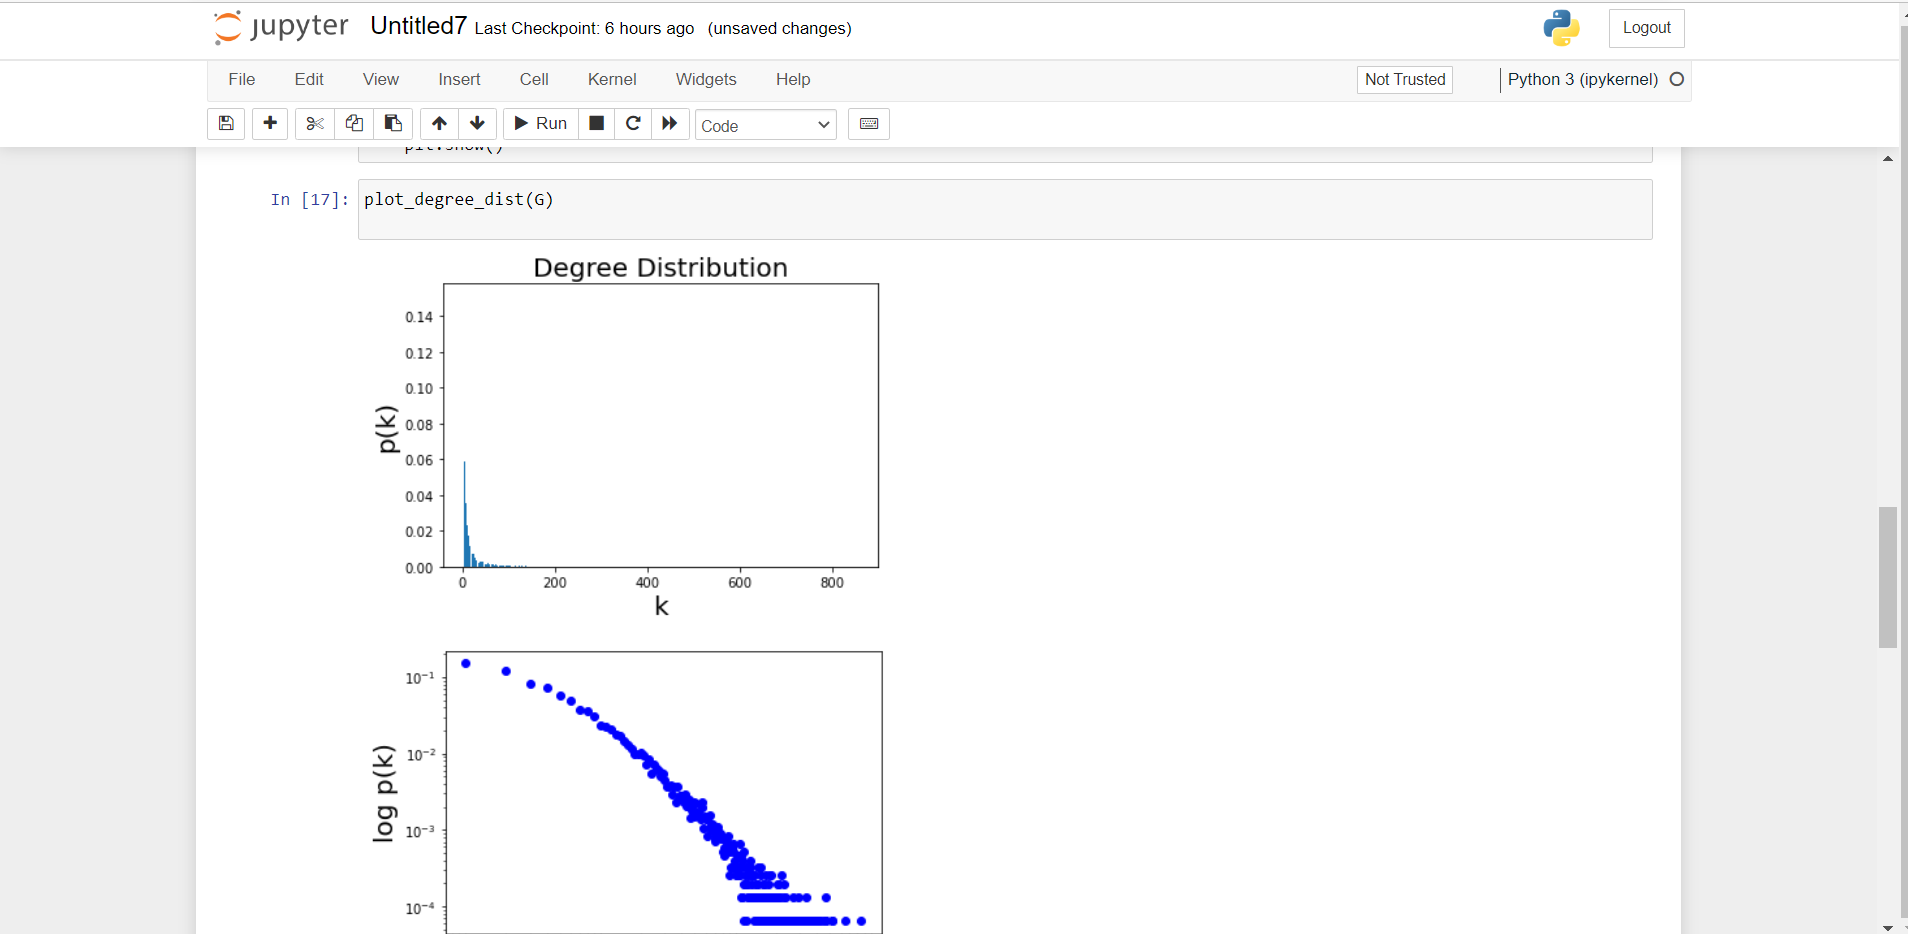 jupyter Untitled7 Last Checkpoint: 6 hours ago (unsaved changes) Logout
File Edit View Insert Cell Kernel Widgets Help Not Trusted Python 3 (ipykernel)
Run Code
plt.show()
In [17]: plot_degree_dist(G)
Degree Distribution
p(k)
0.14
0.12
0.10
0.08
0.06
0.04
0.02
0.00
0 200 400 600 800
k
log p(k)
10⁻¹
10⁻²
10⁻³
10⁻⁴